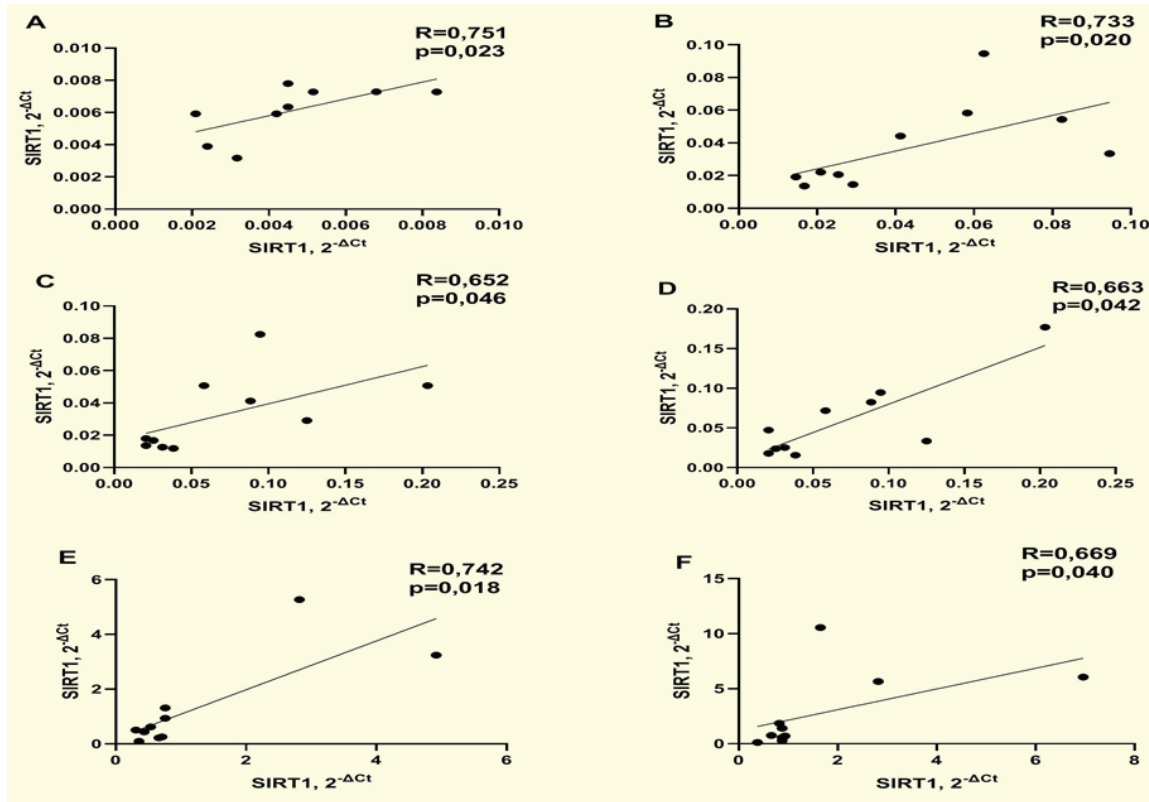 A
R=0,751
p=0,023
SIRT1, 2^-ΔCt
0.010
0.008
0.006
0.004
0.002
0.000
0.000 0.002 0.004 0.006 0.008 0.010
SIRT1, 2^-ΔCt
B
R=0,733
p=0,020
SIRT1, 2^-ΔCt
0.10
0.08
0.06
0.04
0.02
0.00
0.00 0.02 0.04 0.06 0.08 0.10
SIRT1, 2^-ΔCt
C
R=0,652
p=0,046
SIRT1, 2^-ΔCt
0.10
0.08
0.06
0.04
0.02
0.00
0.00 0.05 0.10 0.15 0.20 0.25
SIRT1, 2^-ΔCt
D
R=0,663
p=0,042
SIRT1, 2^-ΔCt
0.20
0.15
0.10
0.05
0.00
0.00 0.05 0.10 0.15 0.20 0.25
SIRT1, 2^-ΔCt
E
R=0,742
p=0,018
SIRT1, 2^-ΔCt
6
4
2
0
0 2 4 6
SIRT1, 2^-ΔCt
F
R=0,669
p=0,040
SIRT1, 2^-ΔCt
15
10
5
0
0 2 4 6 8
SIRT1, 2^-ΔCt